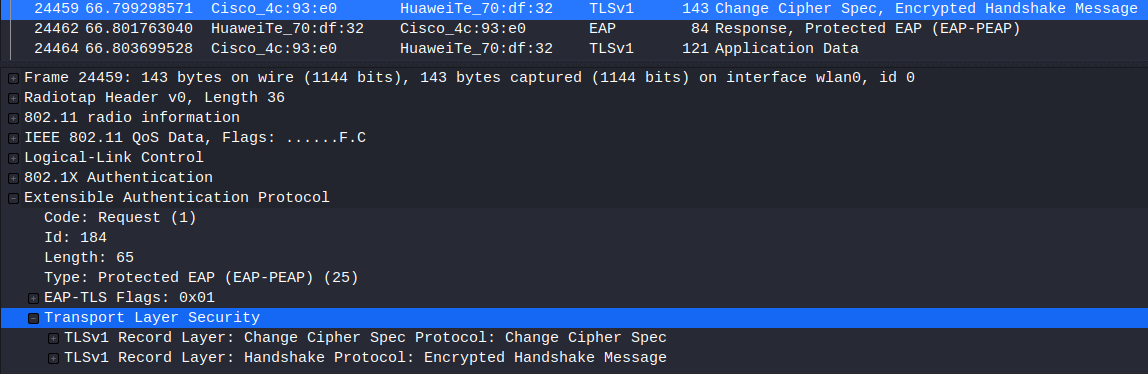 24459 66.799298571 Cisco_4c:93:e0 HuaweiTe_70:df:32 TLSv1 143 Change Cipher Spec, Encrypted Handshake Message
24462 66.801763040 HuaweiTe_70:df:32 Cisco_4c:93:e0 EAP 84 Response, Protected EAP (EAP-PEAP)
24464 66.803699528 Cisco_4c:93:e0 HuaweiTe_70:df:32 TLSv1 121 Application Data
Frame 24459: 143 bytes on wire (1144 bits), 143 bytes captured (1144 bits) on interface wlan0, id 0
Radiotap Header v0, Length 36
802.11 radio information
IEEE 802.11 QoS Data, Flags: ......F.C
Logical-Link Control
802.1X Authentication
Extensible Authentication Protocol
Code: Request (1)
Id: 184
Length: 65
Type: Protected EAP (EAP-PEAP) (25)
EAP-TLS Flags: 0x01
Transport Layer Security
TLSv1 Record Layer: Change Cipher Spec Protocol: Change Cipher Spec
TLSv1 Record Layer: Handshake Protocol: Encrypted Handshake Message